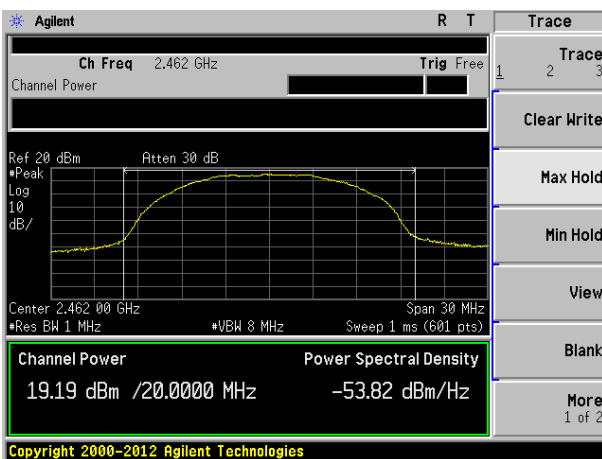 Agilent R T Trace
Ch Freq 2.462 GHz Trig Free
Channel Power
Trace
1 2 3
Clear Write
Max Hold
Min Hold
View
Blank
More
1 of 2
Ref 20 dBm Atten 30 dB
#Peak
Log
10
dB/
Center 2.462 00 GHz Span 30 MHz
#Res BW 1 MHz #VBW 8 MHz Sweep 1 ms (601 pts)
Channel Power Power Spectral Density
19.19 dBm /20.0000 MHz -53.82 dBm/Hz
Copyright 2000-2012 Agilent Technologies